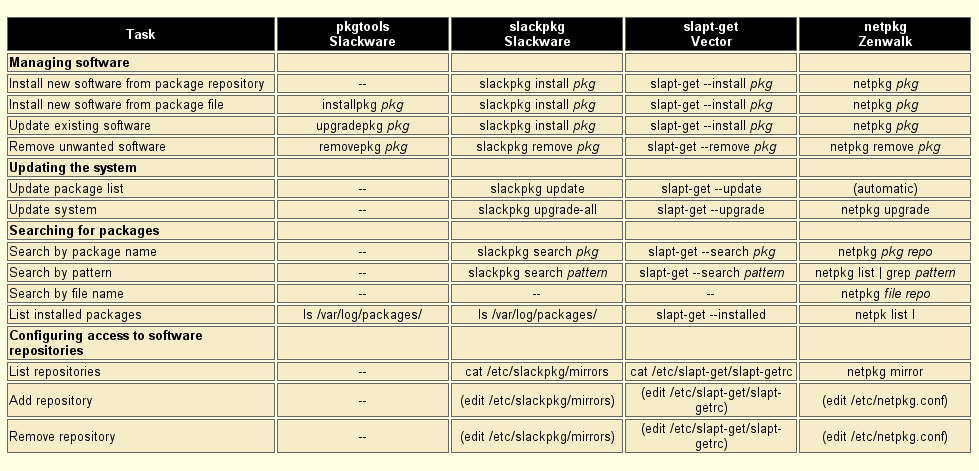 Task pkgtools Slackware slackpkg Slackware slapt-get Vector netpkg Zenwalk
Managing software
Install new software from package repository -- slackpkg install pkg slapt-get --install pkg netpkg pkg
Install new software from package file installpkg pkg slackpkg install pkg slapt-get --install pkg netpkg pkg
Update existing software upgradepkg pkg slackpkg install pkg slapt-get --install pkg netpkg pkg
Remove unwanted software removepkg pkg slackpkg remove pkg slapt-get --remove pkg netpkg remove pkg
Updating the system
Update package list -- slackpkg update slapt-get --update (automatic)
Update system -- slackpkg upgrade-all slapt-get --upgrade netpkg upgrade
Searching for packages
Search by package name -- slackpkg search pkg slapt-get --search pkg netpkg pkg repo
Search by pattern -- slackpkg search pattern slapt-get --search pattern netpkg list | grep pattern
Search by file name -- -- -- netpkg file repo
List installed packages ls /var/log/packages/ ls /var/log/packages/ slapt-get --installed netpk list I
Configuring access to software
repositories
List repositories -- cat /etc/slackpkg/mirrors cat /etc/slapt-get/slapt-getrc netpkg mirror
Add repository -- (edit /etc/slackpkg/mirrors) (edit /etc/slapt-get/slapt-getrc) (edit /etc/netpkg.conf)
Remove repository -- (edit /etc/slackpkg/mirrors) (edit /etc/slapt-get/slapt-getrc) (edit /etc/netpkg.conf)